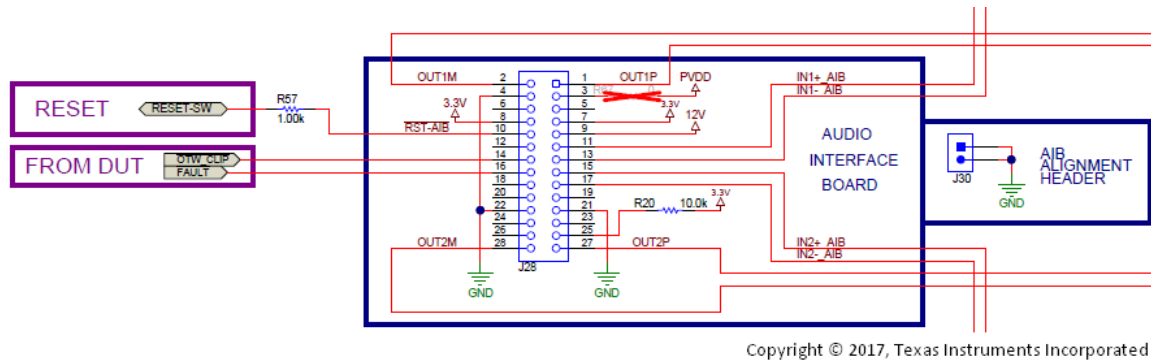 OUT1M 2 1 OUT1P PVDD IN1+_AIB
4 3 R62 0 IN1-_AIB
RESET RESET-SW R57 1.00k
3.3V 6 5 3.3V 12V
8 7
RST-AIB 10 9
12 11
FROM DUT OTW_CLIP 14 13
FAULT 16 15
18 17
20 19
22 21
24 23
26 25 R20 10.0k 3.3V
OUT2M 28 27 OUT2P IN2+_AIB
IN2-_AIB
J28
GND GND
AUDIO
INTERFACE
BOARD
J30
GND
AIB
ALIGNMENT
HEADER
Copyright © 2017, Texas Instruments Incorporated